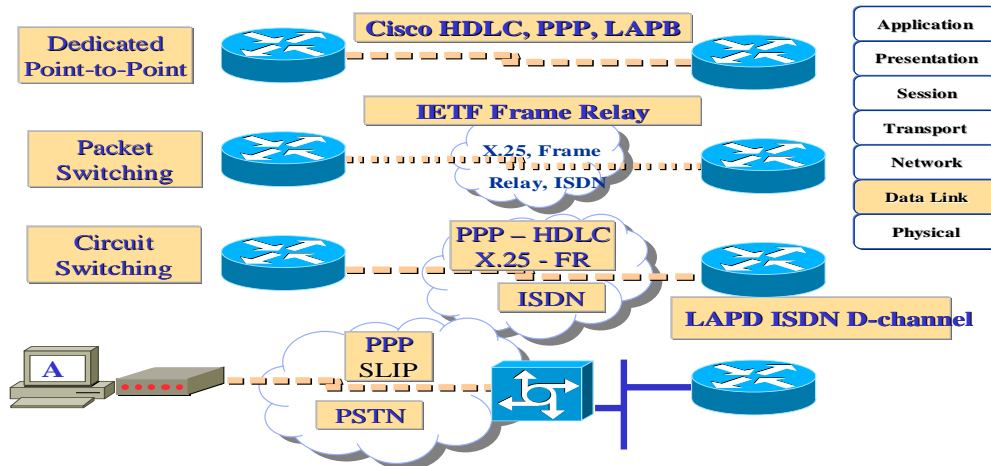 Dedicated
Point-to-Point
Cisco HDLC, PPP, LAPB
IETF Frame Relay
Packet
Switching
X.25, Frame
Relay, ISDN
Circuit
Switching
PPP – HDLC
X.25 - FR
ISDN
LAPD ISDN D-channel
A
PPP
SLIP
PSTN
Application
Presentation
Session
Transport
Network
Data Link
Physical